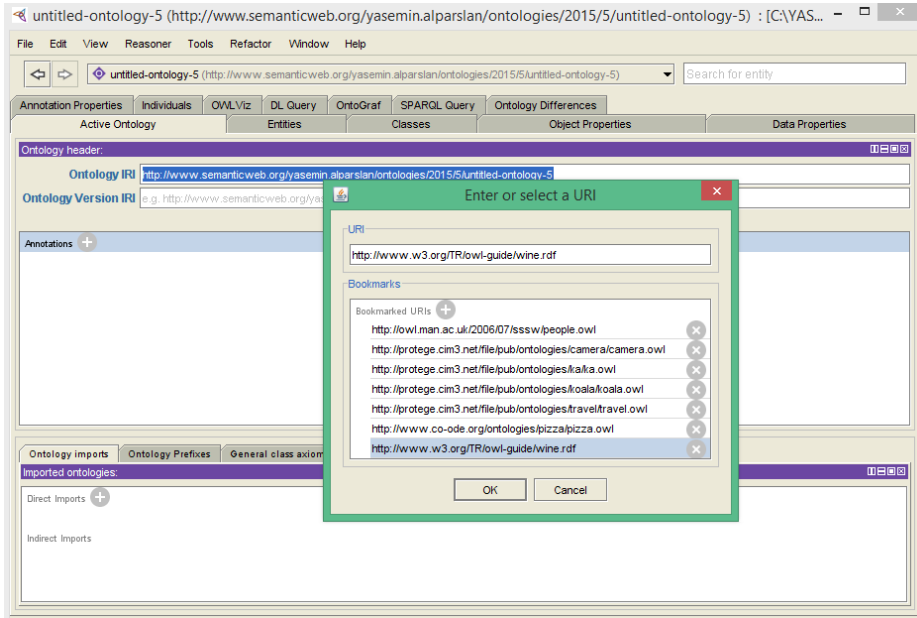 untitled-ontology-5 (http://www.semanticweb.org/yasemin.alparslan/ontologies/2015/5/untitled-ontology-5) : [C:\YAS...
File Edit View Reasoner Tools Refactor Window Help
untitled-ontology-5 (http://www.semanticweb.org/yasemin.alparslan/ontologies/2015/5/untitled-ontology-5)
Search for entity
Annotation Properties Individuals OWLViz DL Query OntoGraf SPARQL Query Ontology Differences
Active Ontology Entities Classes Object Properties Data Properties
Ontology header:
Ontology IRI http://www.semanticweb.org/yasemin.alparslan/ontologies/2015/5/untitled-ontology-5
Ontology Version IRI e.g. http://www.semanticweb.org/yas
Annotations
Enter or select a URI
URI
http://www.w3.org/TR/owl-guide/wine.rdf
Bookmarks
Bookmarked URIs
http://owl.man.ac.uk/2006/07/sssw/people.owl
http://protege.cim3.net/file/pub/ontologies/camera/camera.owl
http://protege.cim3.net/file/pub/ontologies/ka/ka.owl
http://protege.cim3.net/file/pub/ontologies/koala/koala.owl
http://protege.cim3.net/file/pub/ontologies/travel/travel.owl
http://www.co-ode.org/ontologies/pizza/pizza.owl
http://www.w3.org/TR/owl-guide/wine.rdf
OK Cancel
Ontology imports Ontology Prefixes General class axiom
Imported ontologies:
Direct Imports
Indirect Imports